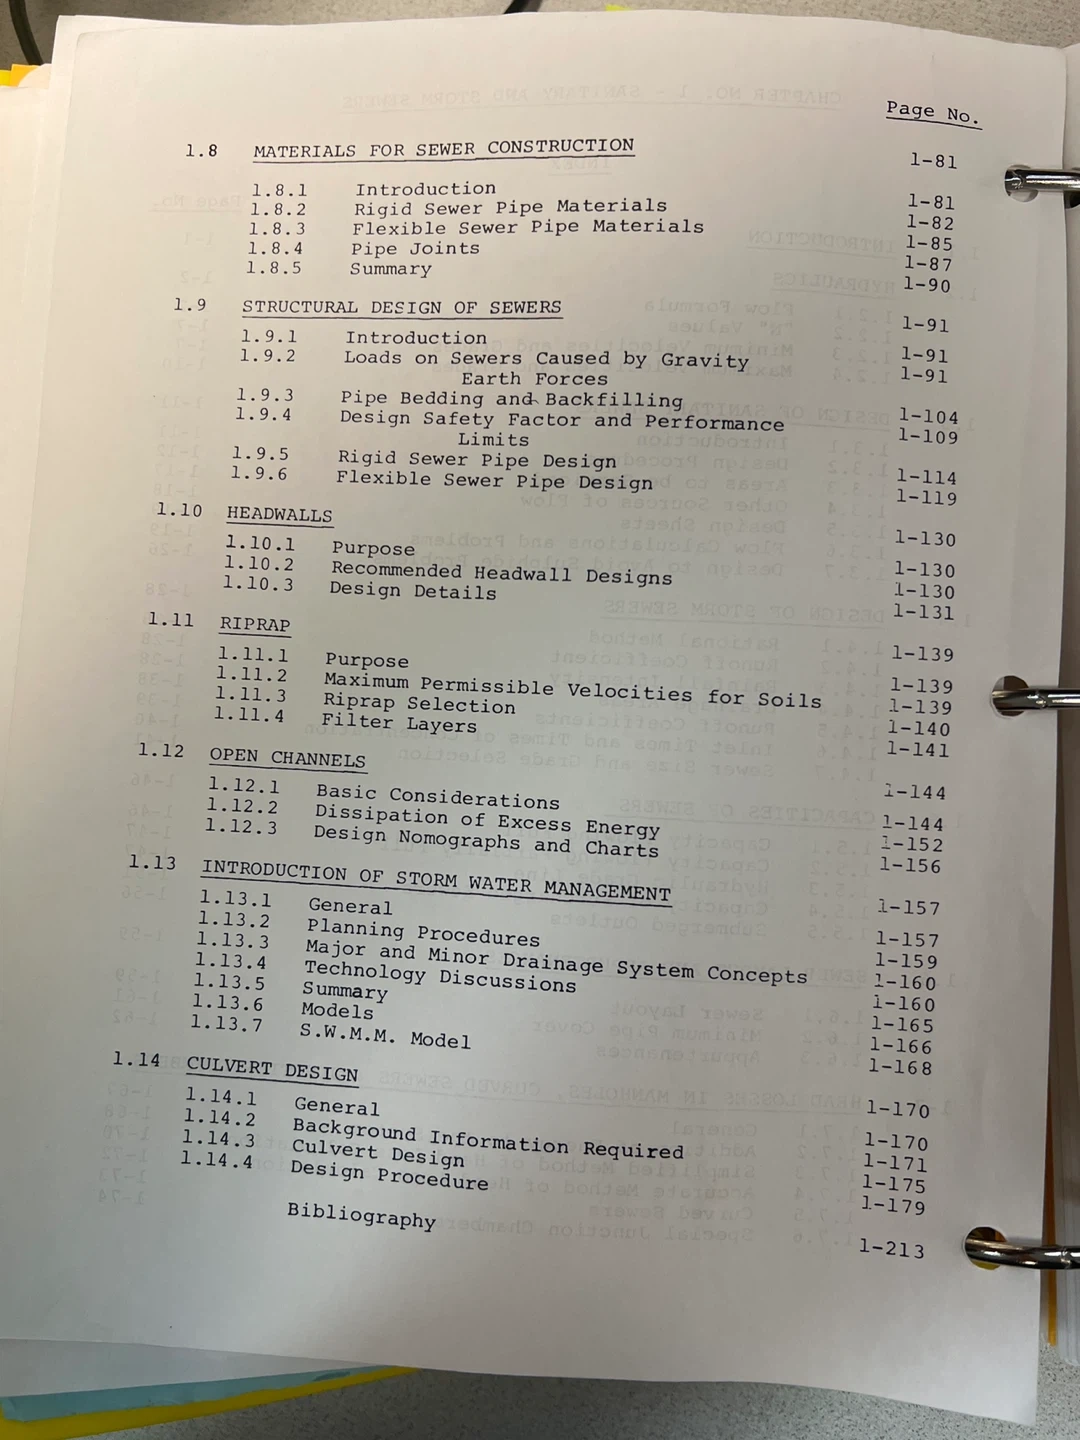 Page No.
1.8 MATERIALS FOR SEWER CONSTRUCTION 1-81
1.8.1 Introduction 1-81
1.8.2 Rigid Sewer Pipe Materials 1-82
1.8.3 Flexible Sewer Pipe Materials 1-85
1.8.4 Pipe Joints 1-87
1.8.5 Summary 1-90
1.9 STRUCTURAL DESIGN OF SEWERS 1-91
1.9.1 Introduction 1-91
1.9.2 Loads on Sewers Caused by Gravity 1-91
Earth Forces
1.9.3 Pipe Bedding and Backfilling 1-104
1.9.4 Design Safety Factor and Performance 1-109
Limits
1.9.5 Rigid Sewer Pipe Design 1-114
1.9.6 Flexible Sewer Pipe Design 1-119
1.10 HEADWALLS 1-130
1.10.1 Purpose 1-130
1.10.2 Recommended Headwall Designs 1-130
1.10.3 Design Details 1-131
1.11 RIPRAP 1-139
1.11.1 Purpose 1-139
1.11.2 Maximum Permissible Velocities for Soils 1-139
1.11.3 Riprap Selection 1-140
1.11.4 Filter Layers 1-141
1.12 OPEN CHANNELS 1-144
1.12.1 Basic Considerations 1-144
1.12.2 Dissipation of Excess Energy 1-152
1.12.3 Design Nomographs and Charts 1-156
1.13 INTRODUCTION OF STORM WATER MANAGEMENT 1-157
1.13.1 General 1-157
1.13.2 Planning Procedures 1-159
1.13.3 Major and Minor Drainage System Concepts 1-160
1.13.4 Technology Discussions 1-160
1.13.5 Summary 1-165
1.13.6 Models 1-166
1.13.7 S.W.M.M. Model 1-168
1.14 CULVERT DESIGN 1-170
1.14.1 General 1-170
1.14.2 Background Information Required 1-171
1.14.3 Culvert Design 1-175
1.14.4 Design Procedure 1-179
Bibliography 1-213